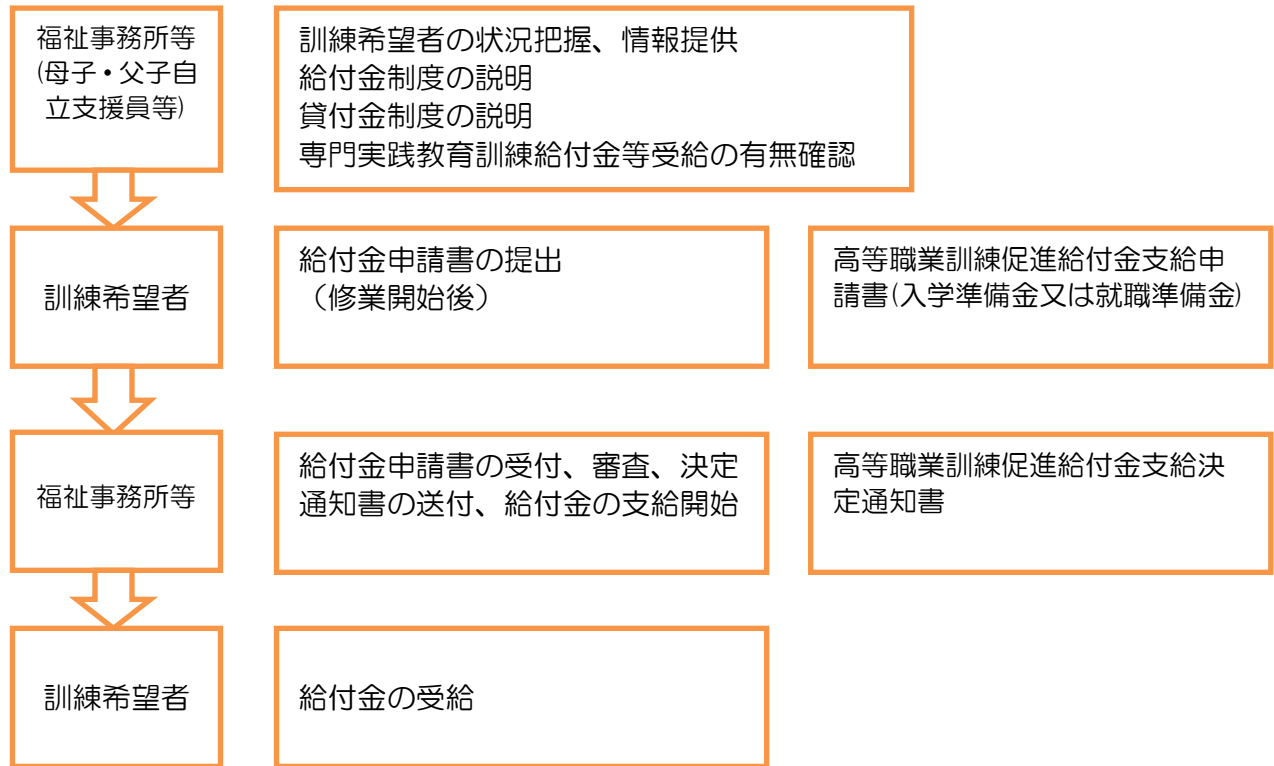 福祉事務所等
(母子・父子自
立支援員等)
訓練希望者の状況把握、情報提供
給付金制度の説明
貸付金制度の説明
専門実践教育訓練給付金等受給の有無確認
訓練希望者
給付金申請書の提出
（修業開始後）
高等職業訓練促進給付金支給申
請書(入学準備金又は就職準備金)
福祉事務所等
給付金申請書の受付、審査、決定
通知書の送付、給付金の支給開始
高等職業訓練促進給付金支給決
定通知書
訓練希望者
給付金の受給